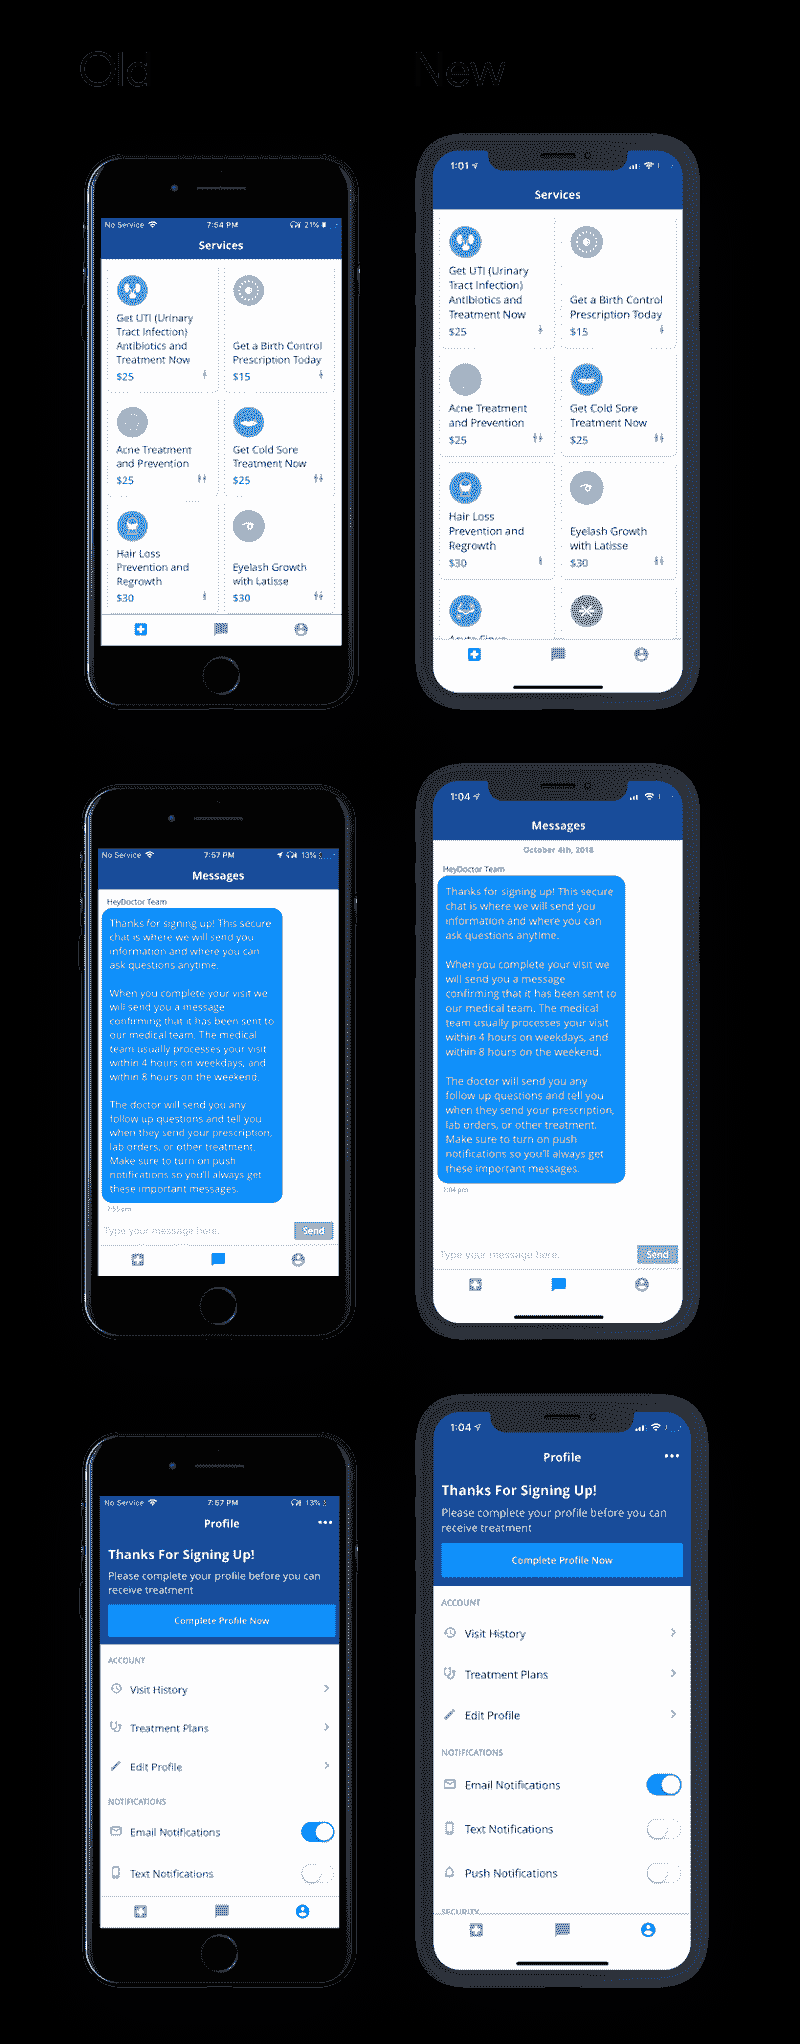 Old
New
No Service
7:54 PM
21%
Services
Get UTI (Urinary
Tract Infection)
Antibiotics and
Treatment Now
$25
Get a Birth Control
Prescription Today
$15
Acne Treatment
and Prevention
$25
Get Cold Sore
Treatment Now
$25
Hair Loss
Prevention and
Regrowth
$30
Eyelash Growth
with Latisse
$30
1:01
Services
Get UTI (Urinary
Tract Infection)
Antibiotics and
Treatment Now
$25
Get a Birth Control
Prescription Today
$15
Acne Treatment
and Prevention
$25
Get Cold Sore
Treatment Now
$25
Hair Loss
Prevention and
Regrowth
$30
Eyelash Growth
with Latisse
$30
No Service
7:57 PM
13%
Messages
HeyDoctor Team
Thanks for signing up! This secure
chat is where we will send you
information and where you can
ask questions anytime.
When you complete your visit we
will send you a message
confirming that it has been sent to
our medical team. The medical
team usually processes your visit
within 4 hours on weekdays, and
within 8 hours on the weekend.
The doctor will send you any
follow up questions and tell you
when they send your prescription,
lab orders, or other treatment.
Make sure to turn on push
notifications so you'll always get
these important messages.
7:55 pm
Type your message here.
Send
1:04
Messages
October 4th, 2018
HeyDoctor Team
Thanks for signing up! This secure
chat is where we will send you
information and where you can
ask questions anytime.
When you complete your visit we
will send you a message
confirming that it has been sent to
our medical team. The medical
team usually processes your visit
within 4 hours on weekdays, and
within 8 hours on the weekend.
The doctor will send you any
follow up questions and tell you
when they send your prescription,
lab orders, or other treatment.
Make sure to turn on push
notifications so you'll always get
these important messages.
1:04 pm
Type your message here.
Send
No Service
7:57 PM
13%
Profile
Thanks For Signing Up!
Please complete your profile before you can
receive treatment
Complete Profile Now
ACCOUNT
Visit History
Treatment Plans
Edit Profile
NOTIFICATIONS
Email Notifications
Text Notifications
1:04
Profile
Thanks For Signing Up!
Please complete your profile before you can
receive treatment
Complete Profile Now
ACCOUNT
Visit History
Treatment Plans
Edit Profile
NOTIFICATIONS
Email Notifications
Text Notifications
Push Notifications
SECURITY